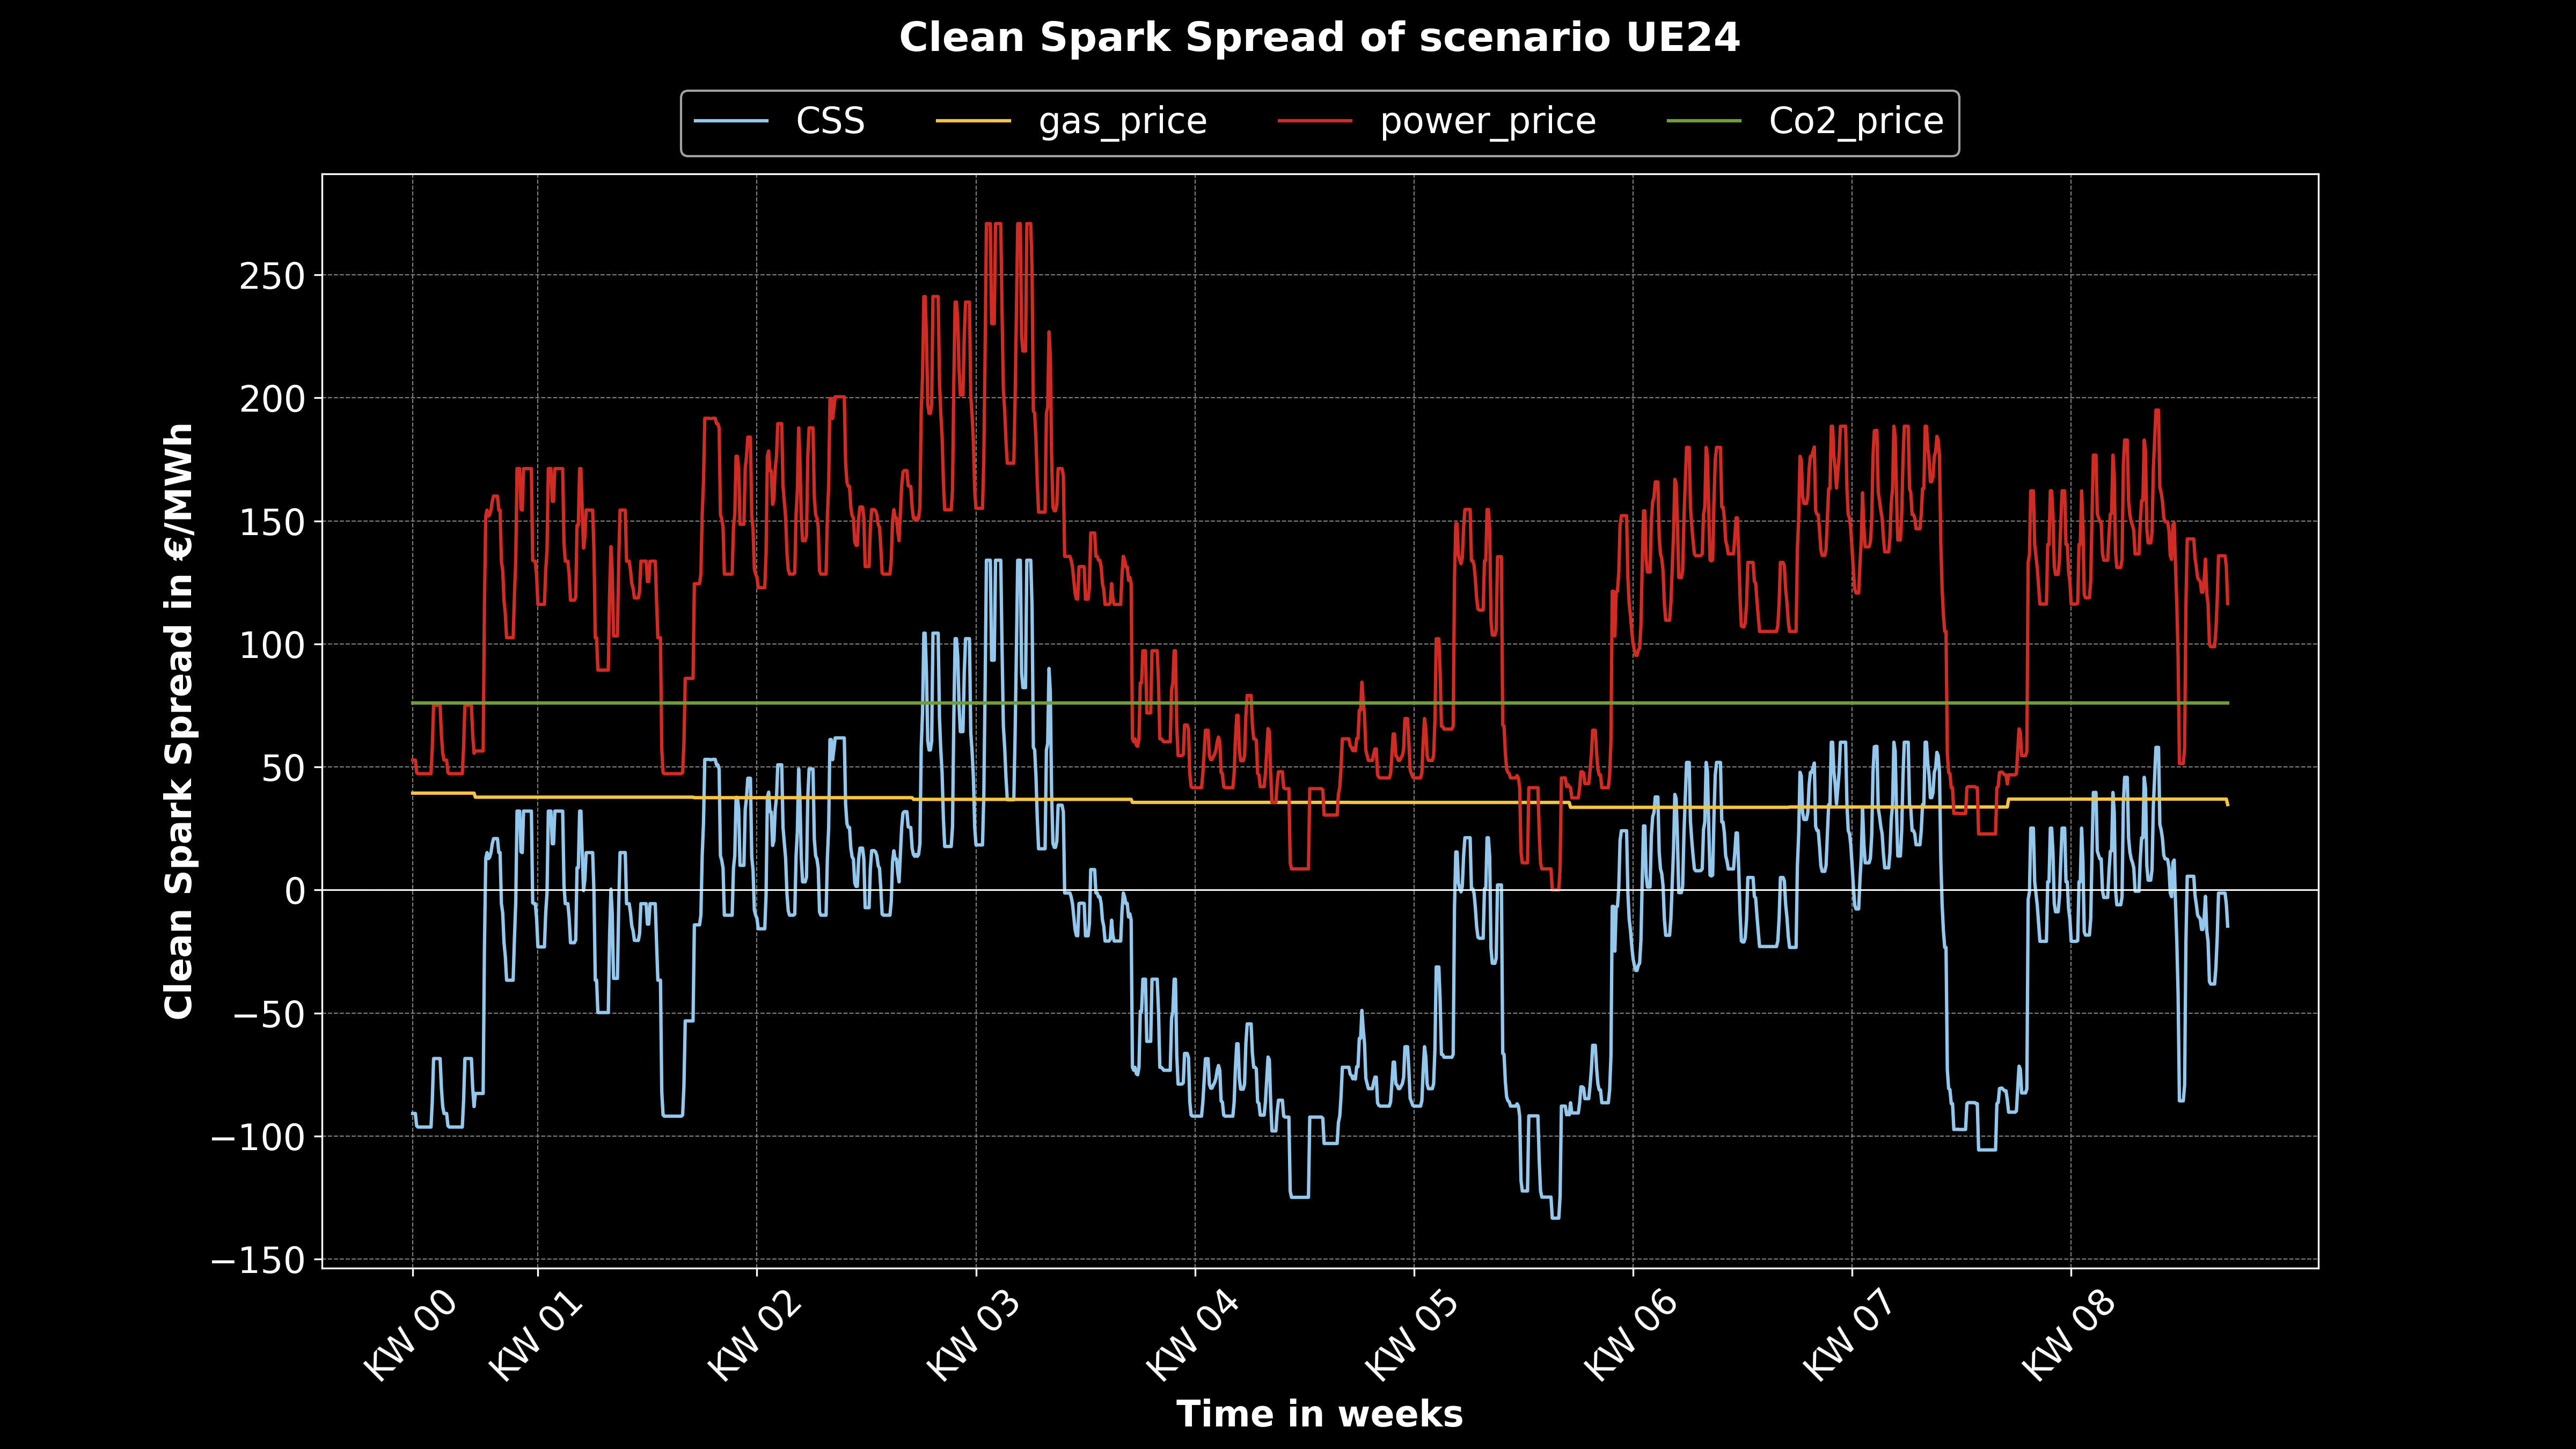 Clean Spark Spread of scenario UE24
CSS gas_price power_price Co2_price
Clean Spark Spread in €/MWh
250
200
150
100
50
0
−50
−100
−150
KW 00 KW 01 KW 02 KW 03 KW 04 KW 05 KW 06 KW 07 KW 08
Time in weeks